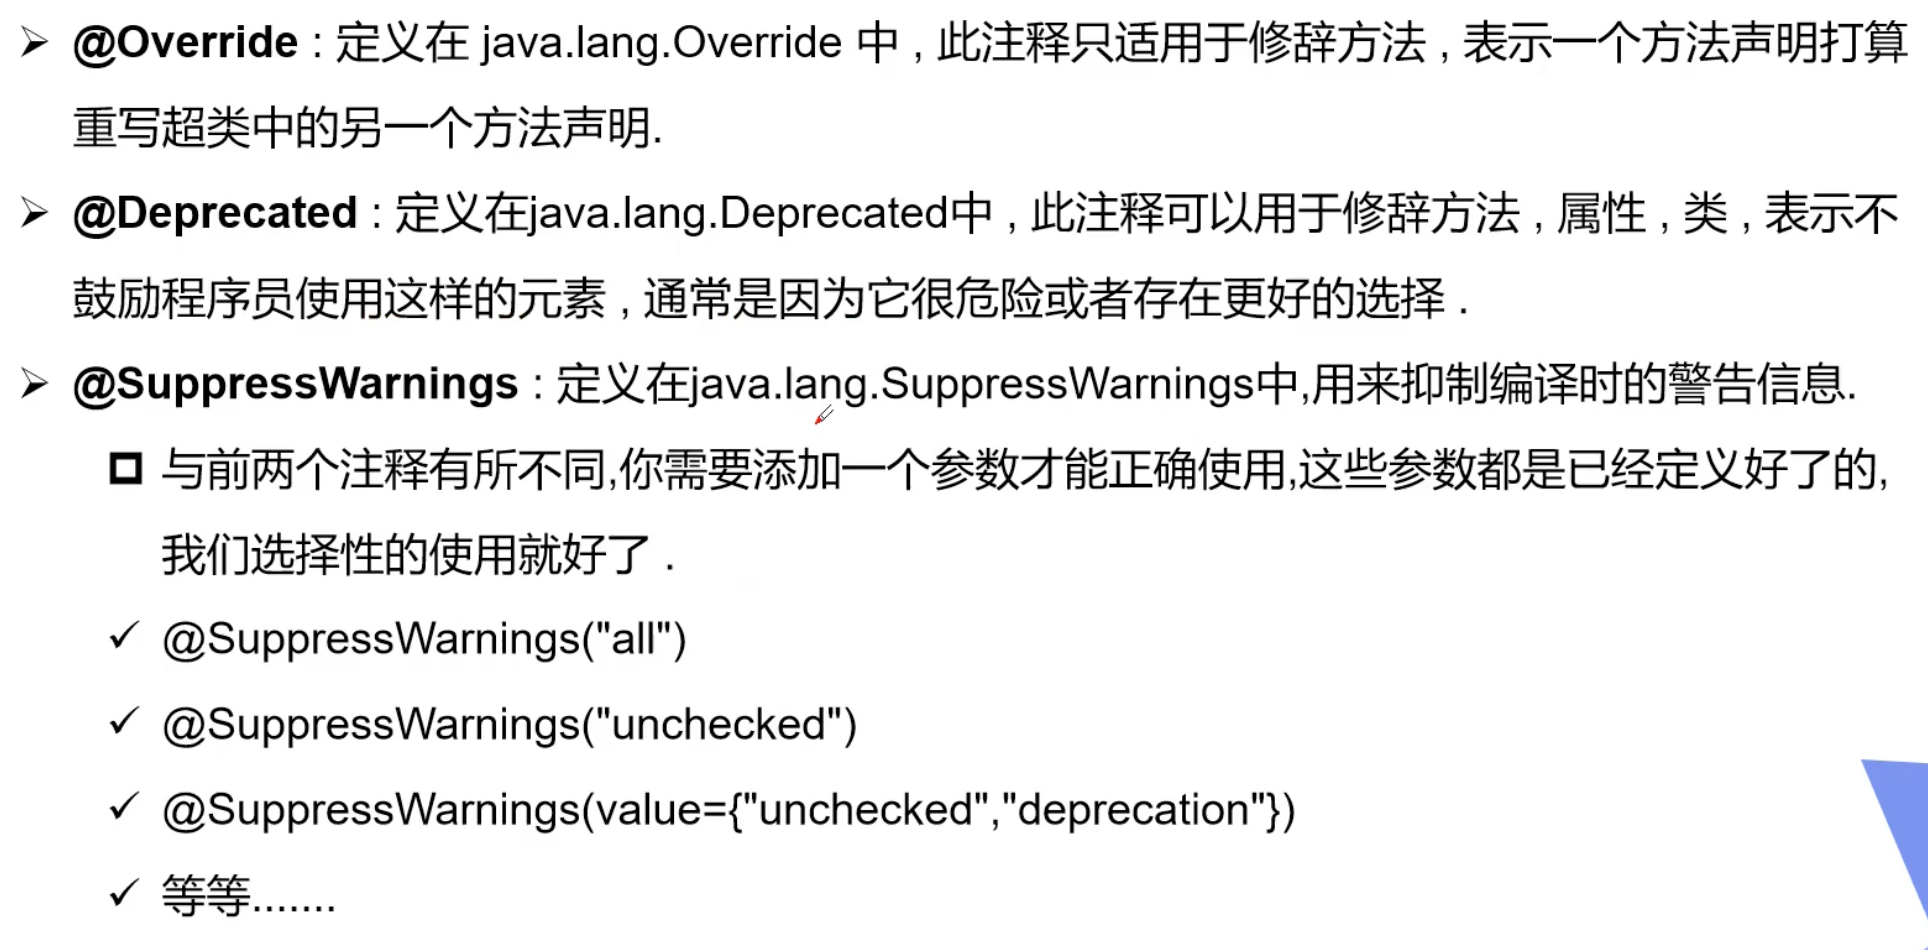 @Override : 定义在 java.lang.Override 中 , 此注释只适用于修辞方法 , 表示一个方法声明打算
重写超类中的另一个方法声明.
@Deprecated : 定义在java.lang.Deprecated中 , 此注释可以用于修辞方法 , 属性 , 类 , 表示不
鼓励程序员使用这样的元素 , 通常是因为它很危险或者存在更好的选择 .
@SuppressWarnings : 定义在java.lang.SuppressWarnings中,用来抑制编译时的警告信息.
与前两个注释有所不同,你需要添加一个参数才能正确使用,这些参数都是已经定义好了的,
我们选择性的使用就好了 .
@SuppressWarnings("all")
@SuppressWarnings("unchecked")
@SuppressWarnings(value={"unchecked","deprecation"})
等等.......